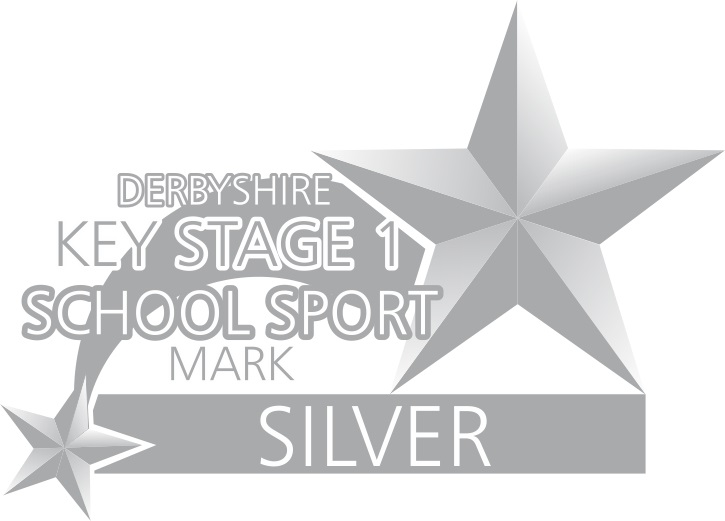 DERBYSHIRE
KEY STAGE 1
SCHOOL SPORT
MARK
SILVER